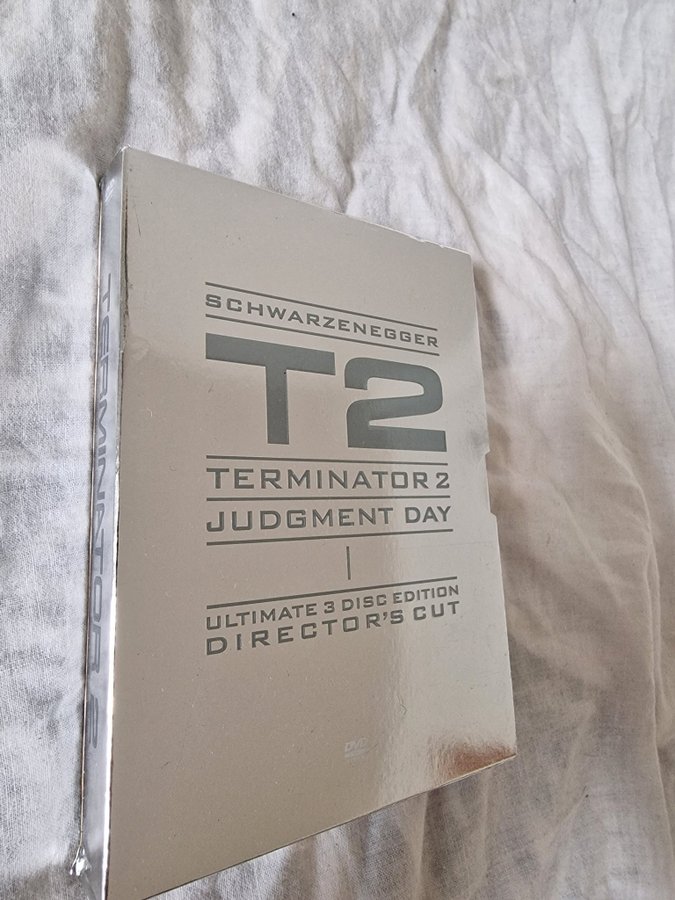 SCHWARZENEGGER
T2
TERMINATOR 2
JUDGMENT DAY
ULTIMATE 3 DISC EDITION
DIRECTOR'S CUT
DVD
TERMINATOR 2